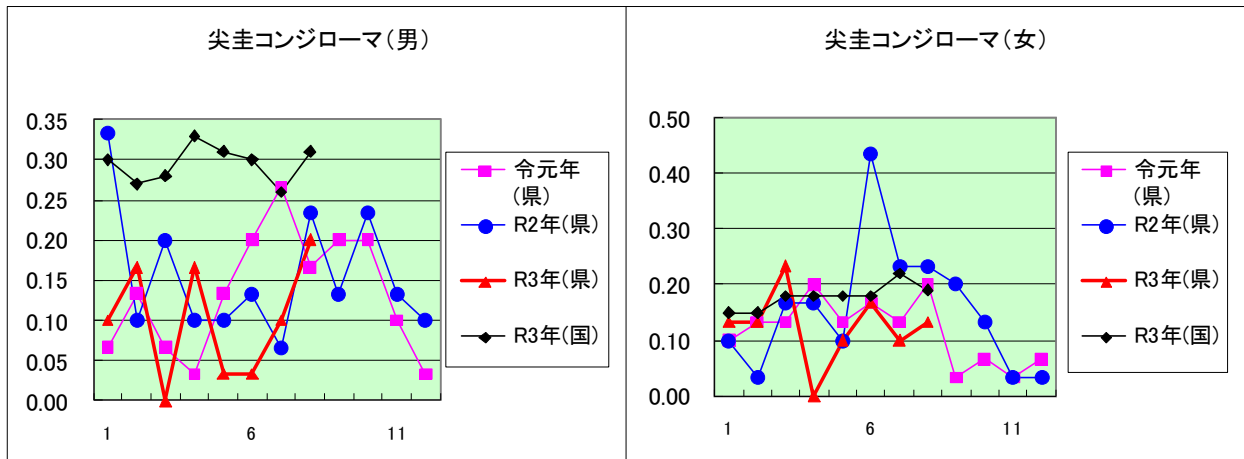 尖圭コンジローマ(男)
0.35
0.30
0.25
0.20
0.15
0.10
0.05
0.00
1
6
11
令元年
(県)
R2年(県)
R3年(県)
R3年(国)
尖圭コンジローマ(女)
0.50
0.40
0.30
0.20
0.10
0.00
1
6
11
令元年
(県)
R2年(県)
R3年(県)
R3年(国)